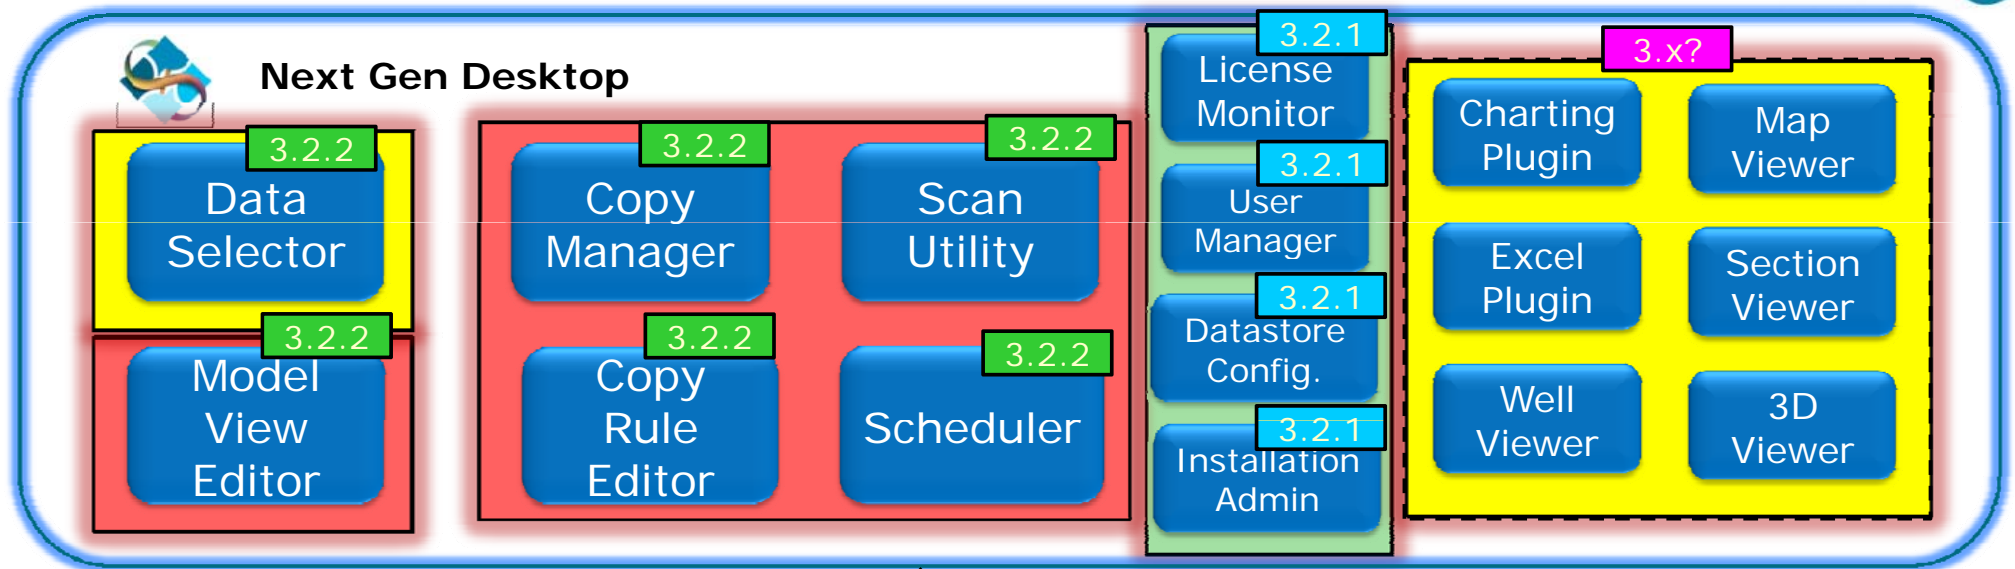 Next Gen Desktop
3.2.2
Data
Selector
3.2.2
Model
View
Editor
3.2.2
Copy
Manager
3.2.2
Scan
Utility
3.2.2
Copy
Rule
Editor
3.2.2
Scheduler
3.2.1
License
Monitor
3.2.1
User
Manager
3.2.1
Datastore
Config.
3.2.1
Installation
Admin
3.x?
Charting
Plugin
Map
Viewer
Excel
Plugin
Section
Viewer
Well
Viewer
3D
Viewer